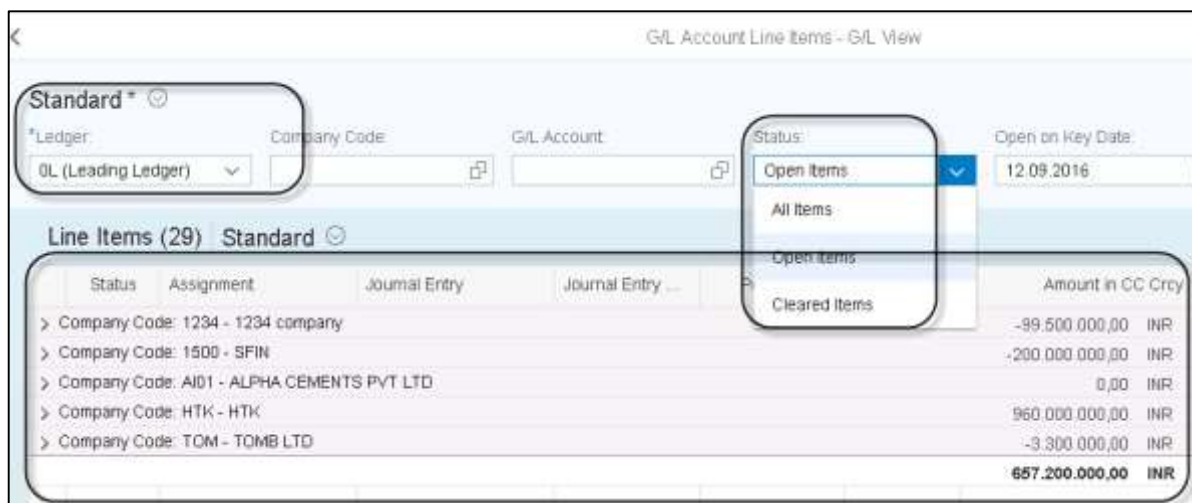 G/L Account Line Items - G/L View
Standard *
*Ledger: Company Code: G/L Account: Status: Open on Key Date:
0L (Leading Ledger) Open Items 12.09.2016
All Items
Open Items
Cleared Items
Line Items (29) Standard
Status Assignment Journal Entry Journal Entry ... Amount in CC Crcy
Company Code: 1234 - 1234 company -99.500.000,00 INR
Company Code: 1500 - SFIN -200.000.000,00 INR
Company Code: AI01 - ALPHA CEMENTS PVT LTD 0,00 INR
Company Code: HTK - HTK 960.000.000,00 INR
Company Code: TOM - TOMB LTD -3.300.000,00 INR
657.200.000,00 INR